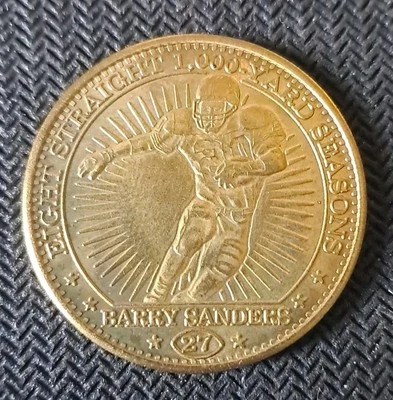 EIGHT STRAIGHT 1,000-YARD SEASONS
BARRY SANDERS
27